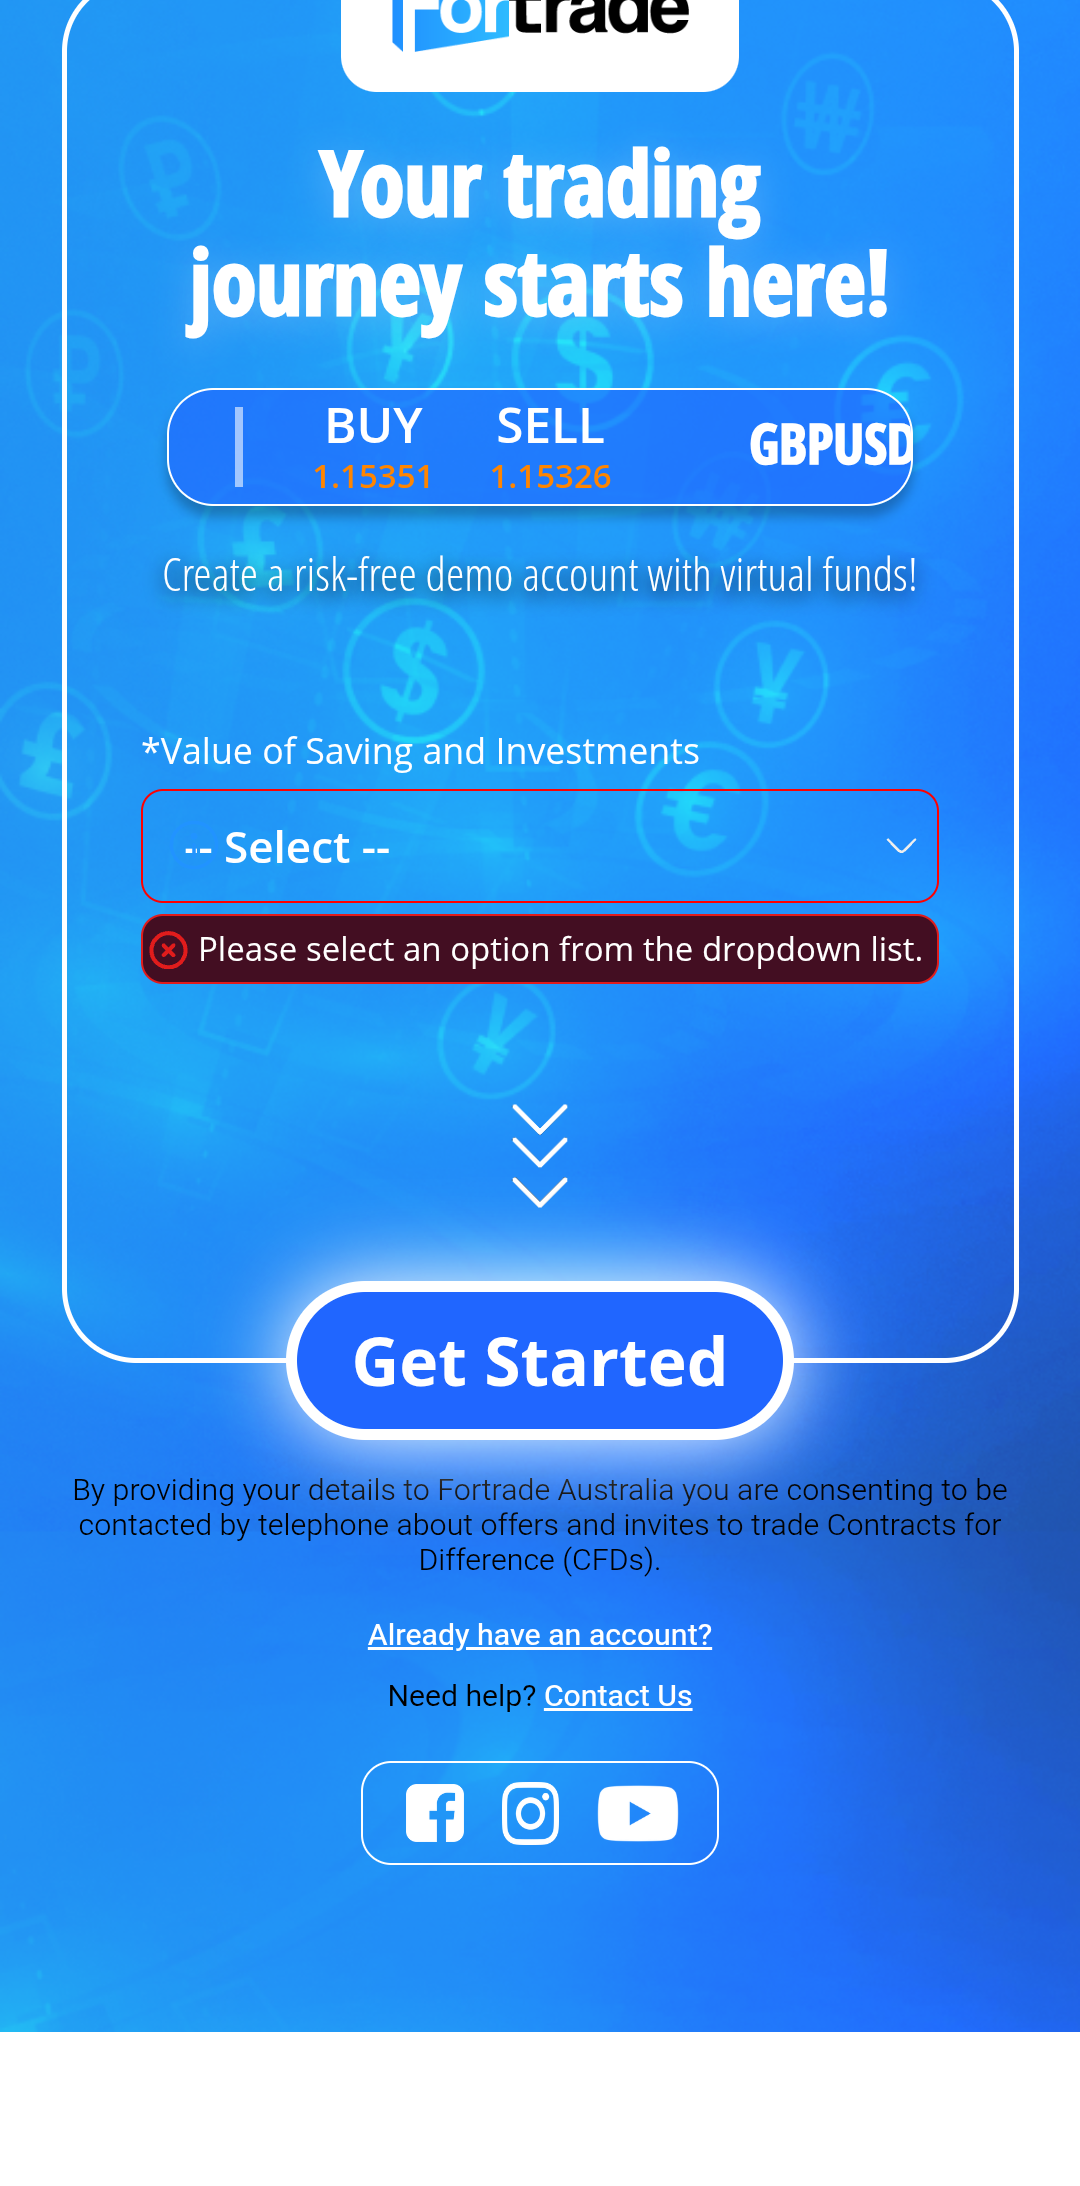 Fortrade
Your trading
journey starts here!
BUY SELL GBPUSD
1.15351 1.15326
Create a risk-free demo account with virtual funds!
*Value of Saving and Investments
-- Select --
Please select an option from the dropdown list.
Get Started
By providing your details to Fortrade Australia you are consenting to be
contacted by telephone about offers and invites to trade Contracts for
Difference (CFDs).
Already have an account?
Need help? Contact Us